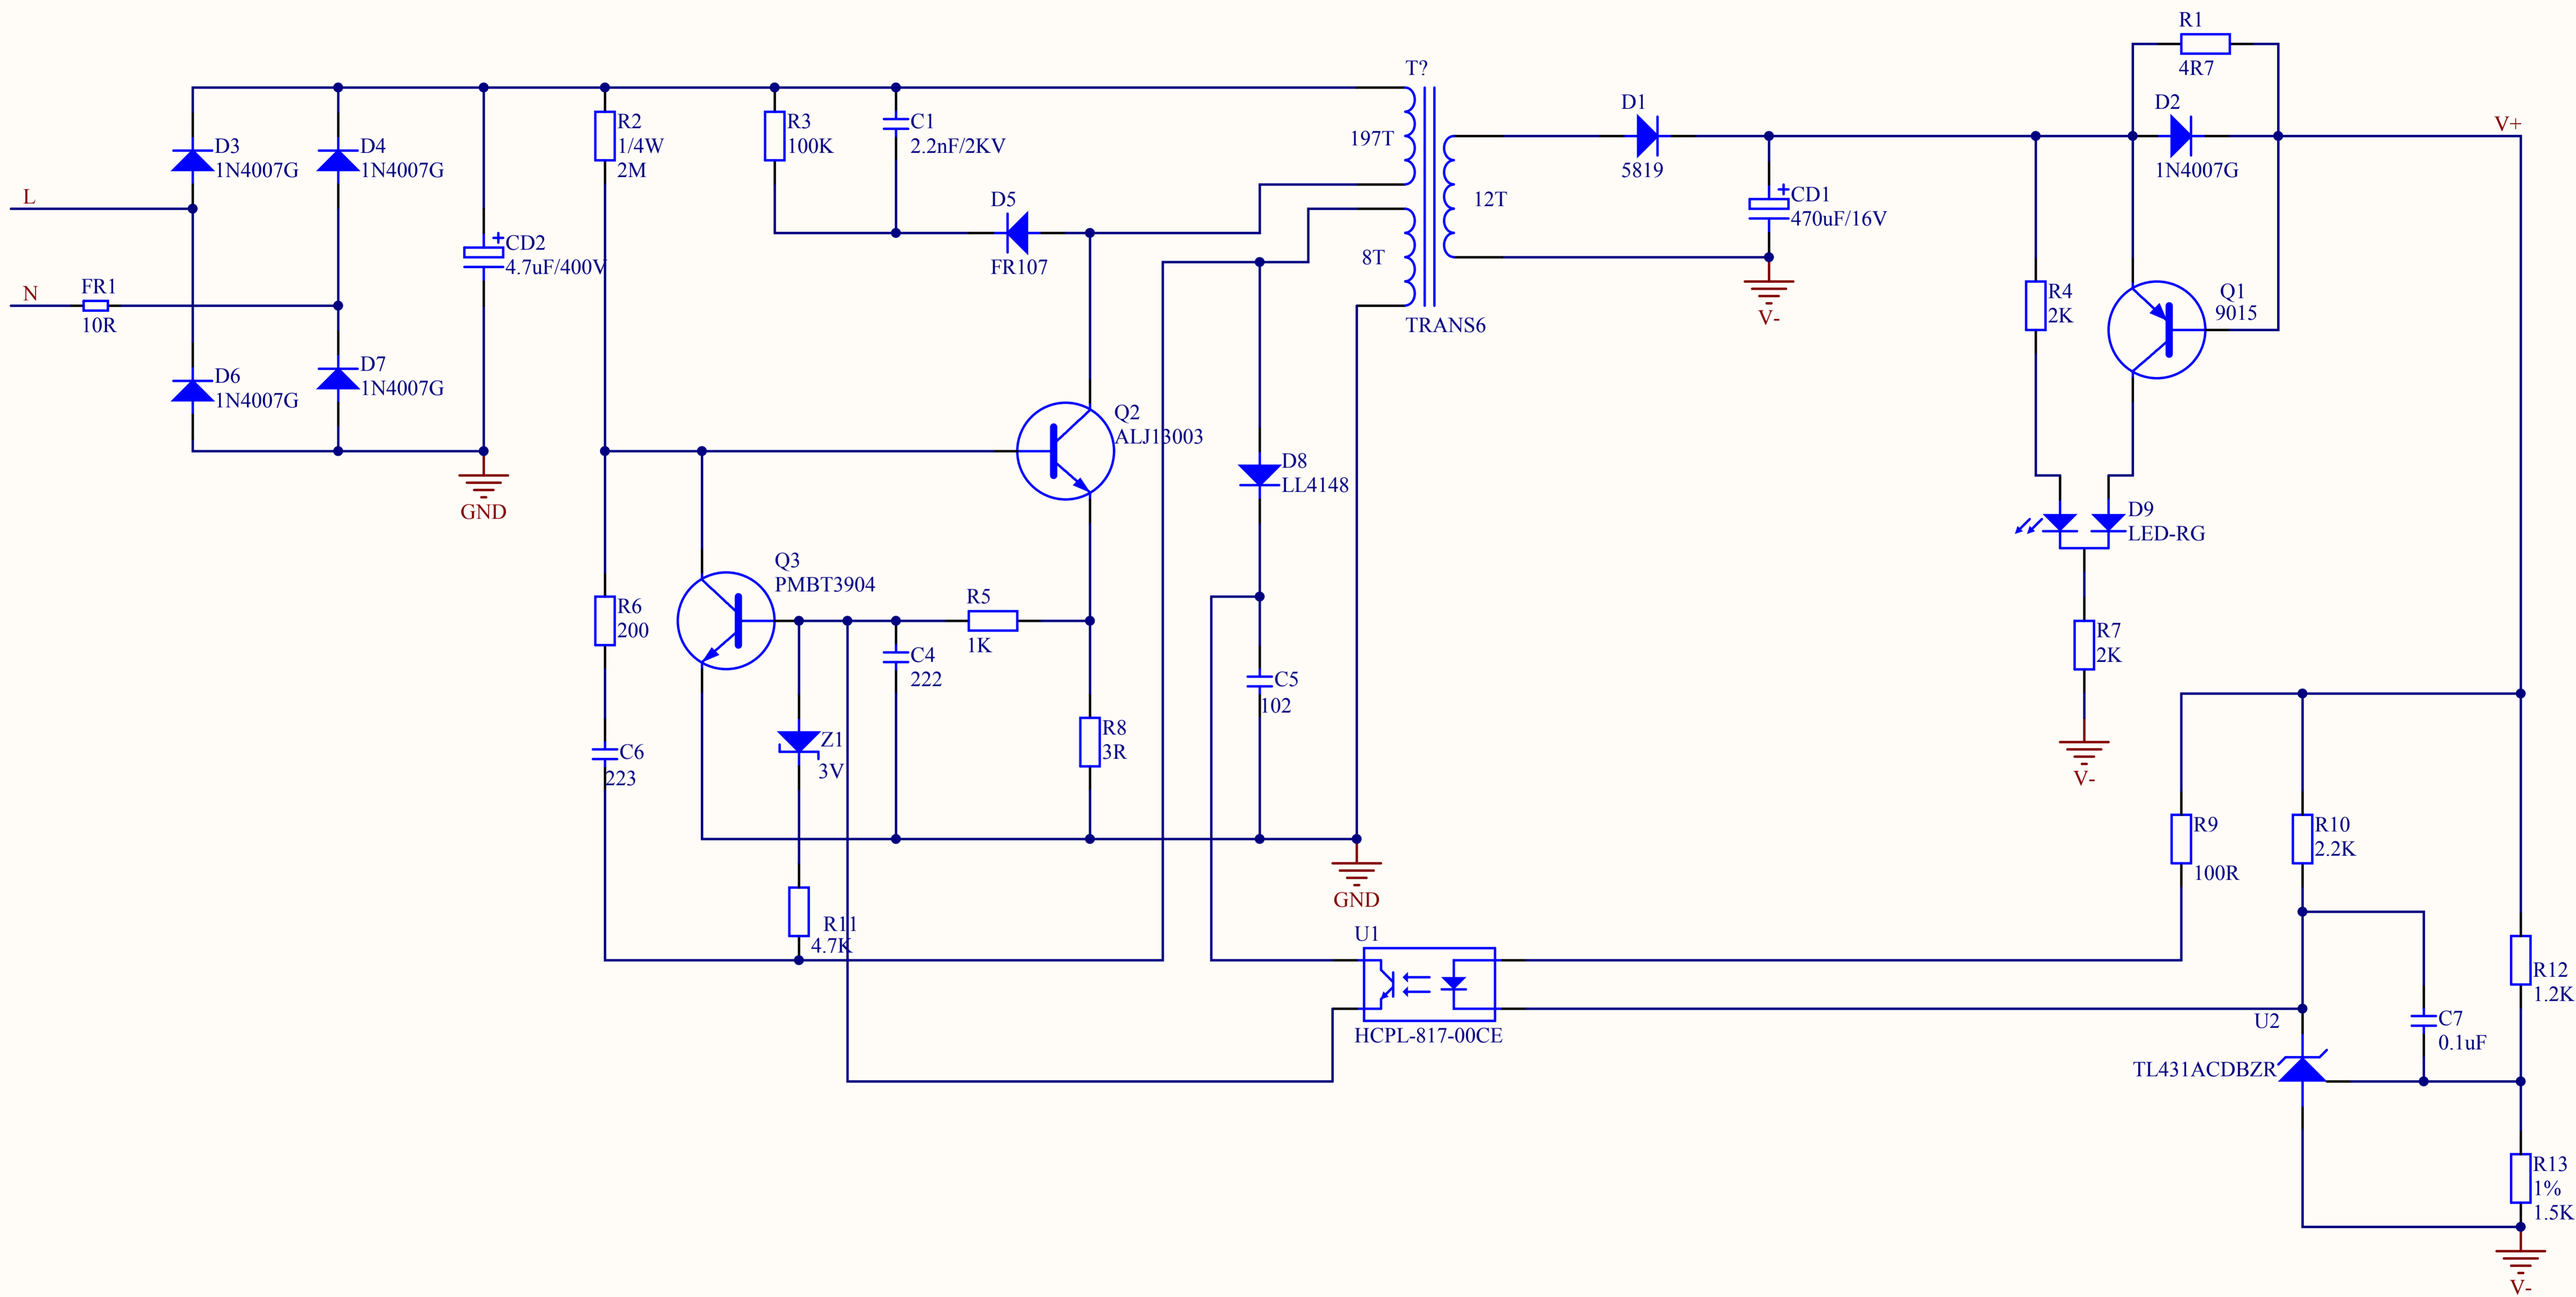 R1
4R7
T?
D1
5819
D2
1N4007G
V+
R2
1/4W
2M
R3
100K
C1
2.2nF/2KV
197T
D3
1N4007G
D4
1N4007G
L
D5
FR107
12T
CD1
470uF/16V
CD2
4.7uF/400V
8T
N
FR1
10R
TRANS6
V-
R4
2K
Q1
9015
D6
1N4007G
D7
1N4007G
Q2
ALJ13003
D8
LL4148
GND
D9
LED-RG
Q3
PMBT3904
R5
1K
R6
200
C4
222
C5
102
R7
2K
R8
3R
Z1
3V
C6
223
V-
R9
100R
R10
2.2K
GND
R11
4.7K
U1
HCPL-817-00CE
R12
1.2K
U2
TL431ACDBZR
C7
0.1uF
R13
1%
1.5K
V-